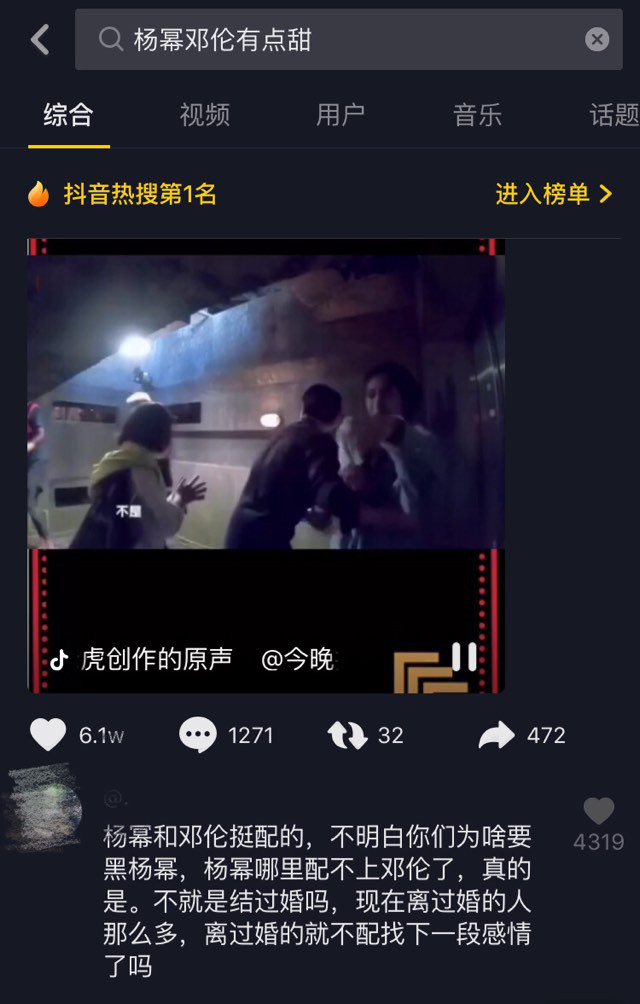 杨幂邓伦有点甜
综合 视频 用户 音乐 话题
抖音热搜第1名 进入榜单
不是
虎创作的原声 @今晚
6.1w 1271 32 472
@.
杨幂和邓伦挺配的，不明白你们为啥要
黑杨幂，杨幂哪里配不上邓伦了，真的
是。不就是结过婚吗，现在离过婚的人
那么多，离过婚的就不配找下一段感情
了吗
4319